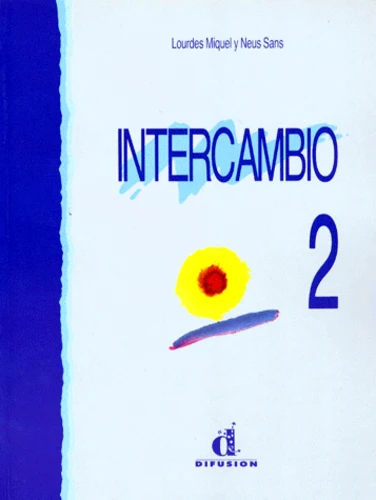 Lourdes Miquel y Neus Sans
INTERCAMBIO
2
d
DIFUSION